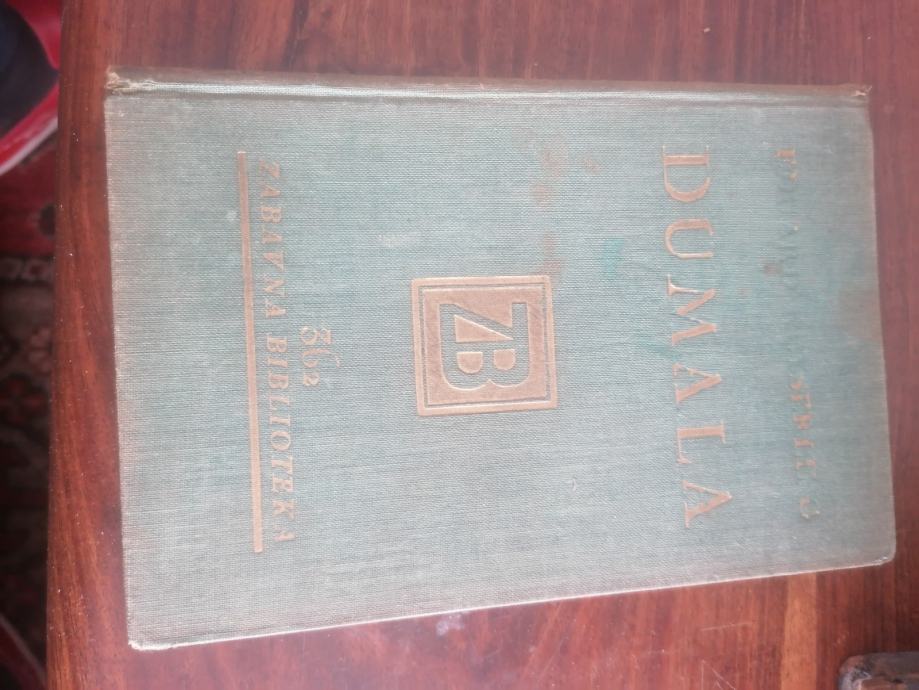 DUMALA
ZB
362
ZABAVNA BIBLIOTEKA